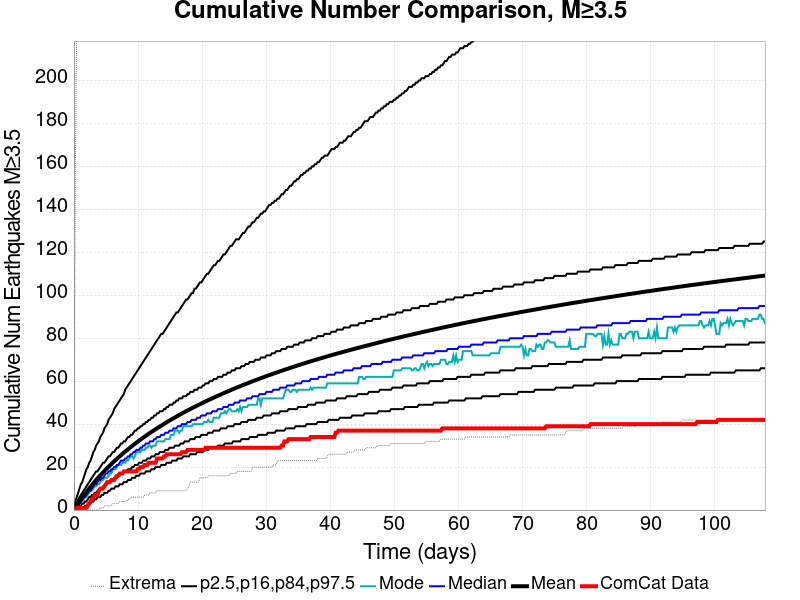 Cumulative Number Comparison, M≥3.5
Cumulative Num Earthquakes M≥3.5
200
180
160
140
120
100
80
60
40
20
0
0 10 20 30 40 50 60 70 80 90 100
Time (days)
Extrema p2.5,p16,p84,p97.5 Mode Median Mean ComCat Data